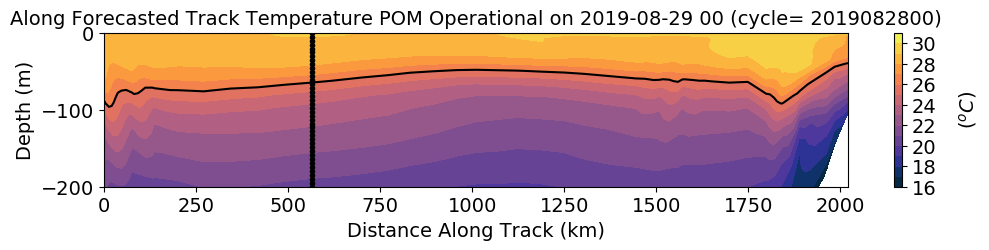 Along Forecasted Track Temperature POM Operational on 2019-08-29 00 (cycle= 2019082800)
Depth (m)
0
−100
−200
0 250 500 750 1000 1250 1500 1750 2000
Distance Along Track (km)
30
28
26
24
22
20
18
16
(°C)